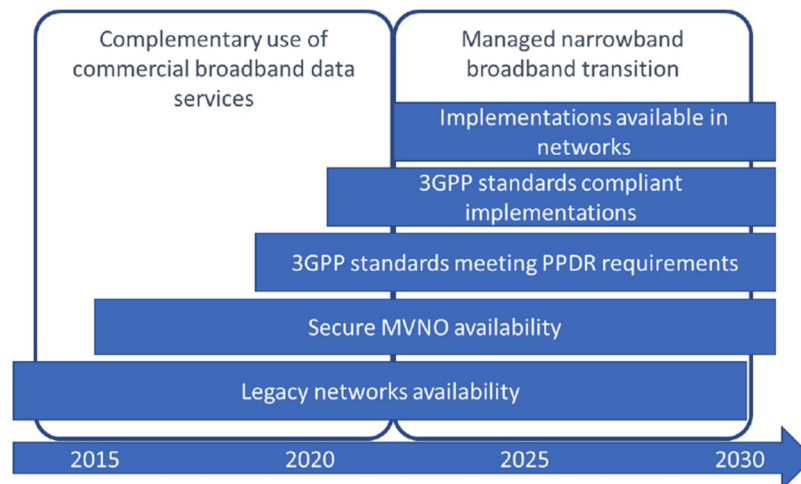 Complementary use of
commercial broadband data
services
Managed narrowband
broadband transition
Implementations available in
networks
3GPP standards compliant
implementations
3GPP standards meeting PPDR requirements
Secure MVNO availability
Legacy networks availability
2015 2020 2025 2030